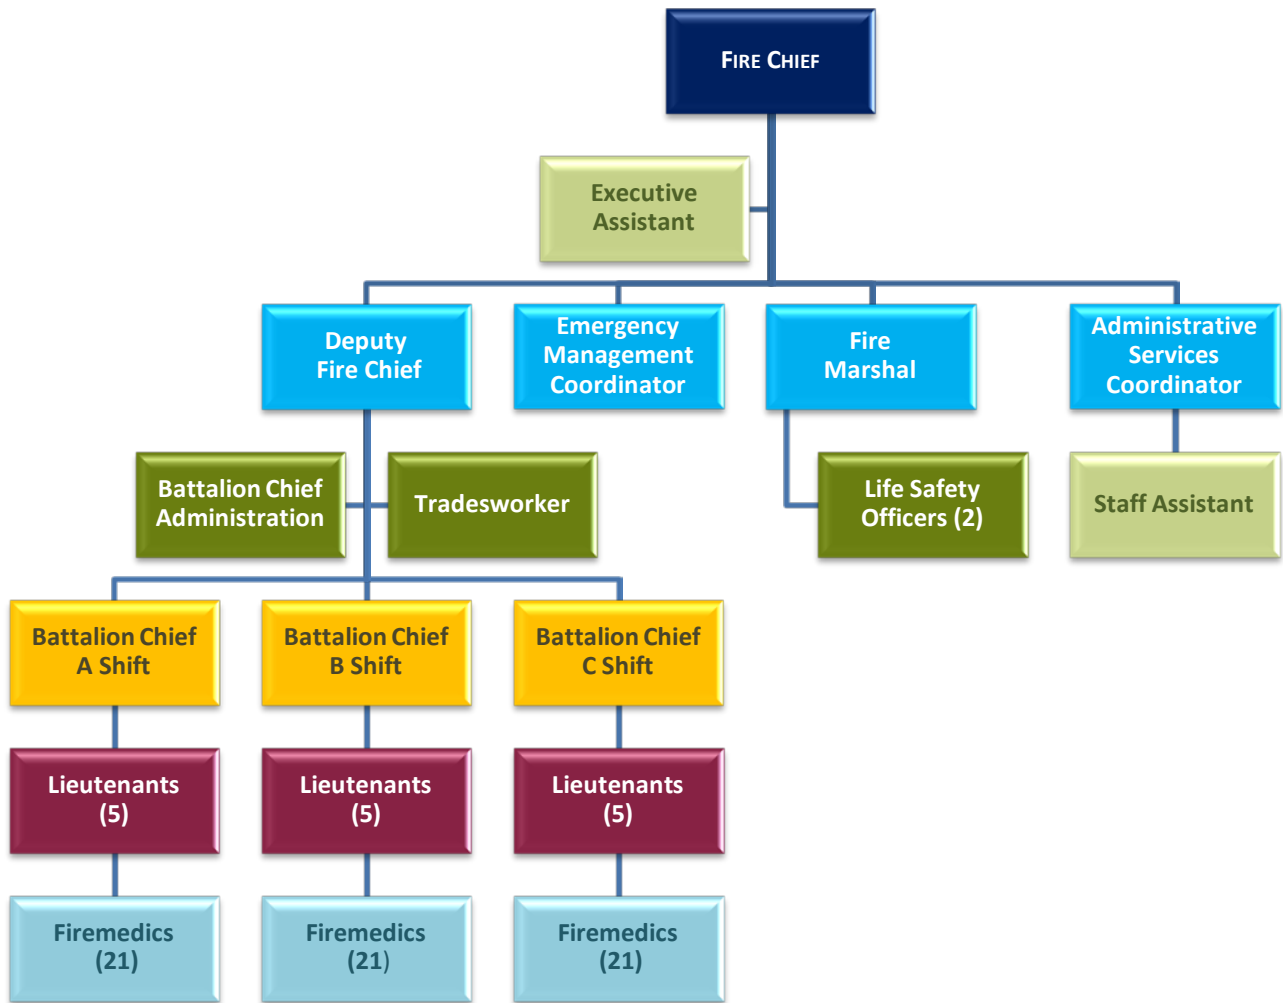 FIRE CHIEF
Executive
Assistant
Deputy
Fire Chief
Emergency
Management
Coordinator
Fire
Marshal
Administrative
Services
Coordinator
Battalion Chief
Administration
Tradesworker
Life Safety
Officers (2)
Staff Assistant
Battalion Chief
A Shift
Battalion Chief
B Shift
Battalion Chief
C Shift
Lieutenants
(5)
Lieutenants
(5)
Lieutenants
(5)
Firemedics
(21)
Firemedics
(21)
Firemedics
(21)